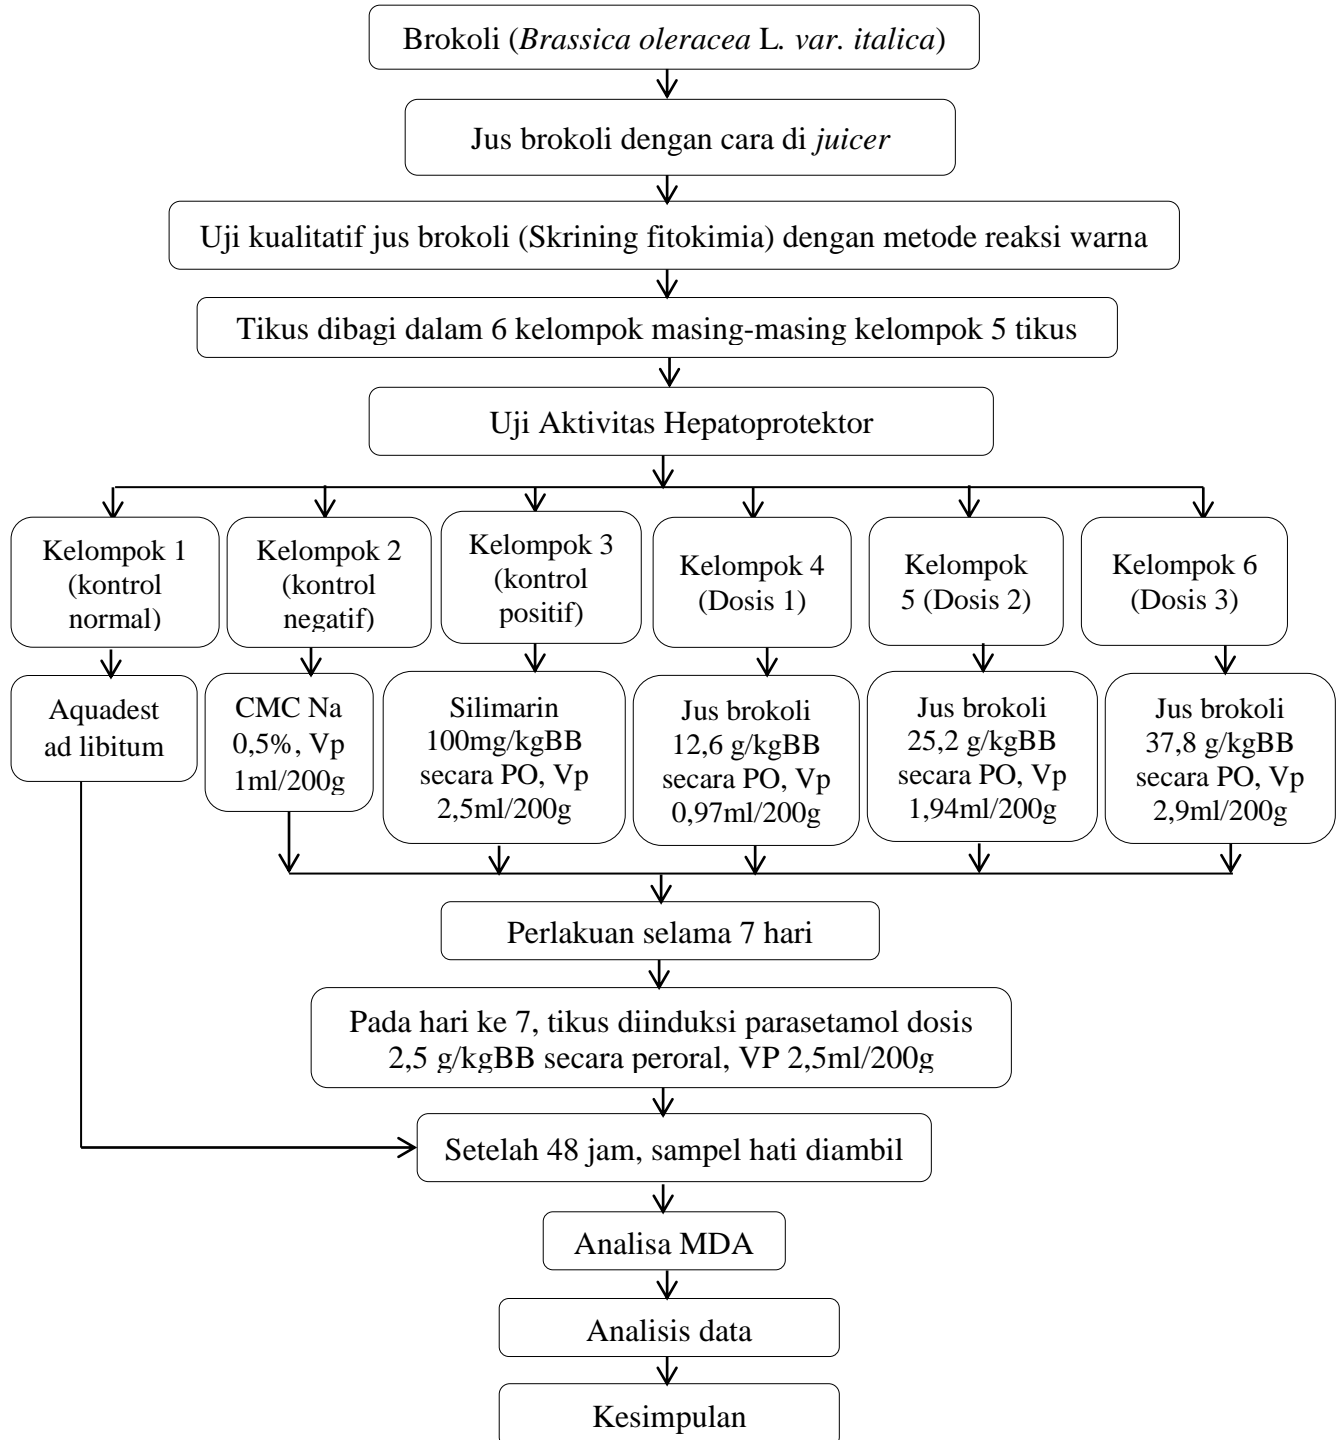 Brokoli (Brassica oleracea L. var. italica)
Jus brokoli dengan cara di juicer
Uji kualitatif jus brokoli (Skrining fitokimia) dengan metode reaksi warna
Tikus dibagi dalam 6 kelompok masing-masing kelompok 5 tikus
Uji Aktivitas Hepatoprotektor
Kelompok 1
(kontrol
normal)
Kelompok 2
(kontrol
negatif)
Kelompok 3
(kontrol
positif)
Kelompok 4
(Dosis 1)
Kelompok
5 (Dosis 2)
Kelompok 6
(Dosis 3)
Aquadest
ad libitum
CMC Na
0,5%, Vp
1ml/200g
Silimarin
100mg/kgBB
secara PO, Vp
2,5ml/200g
Jus brokoli
12,6 g/kgBB
secara PO, Vp
0,97ml/200g
Jus brokoli
25,2 g/kgBB
secara PO, Vp
1,94ml/200g
Jus brokoli
37,8 g/kgBB
secara PO, Vp
2,9ml/200g
Perlakuan selama 7 hari
Pada hari ke 7, tikus diinduksi parasetamol dosis
2,5 g/kgBB secara peroral, VP 2,5ml/200g
Setelah 48 jam, sampel hati diambil
Analisa MDA
Analisis data
Kesimpulan